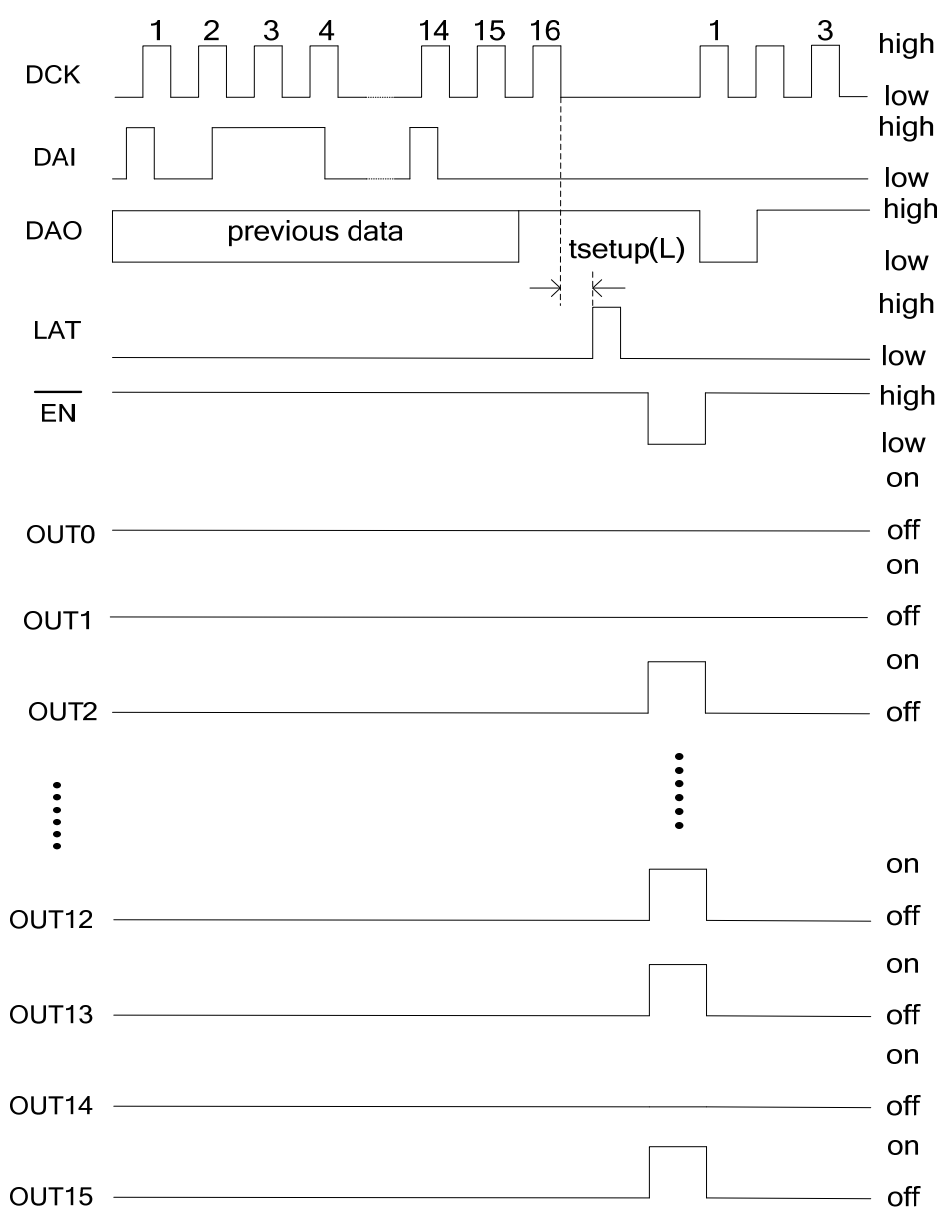 1 2 3 4 14 15 16 1 3
high
DCK
low
high
DAI
low
high
DAO previous data
tsetup(L)
low
high
LAT
low
high
EN
low
on
OUT0 off
on
OUT1 off
on
OUT2 off
on
OUT12 off
on
OUT13 off
on
OUT14 off
on
OUT15 off